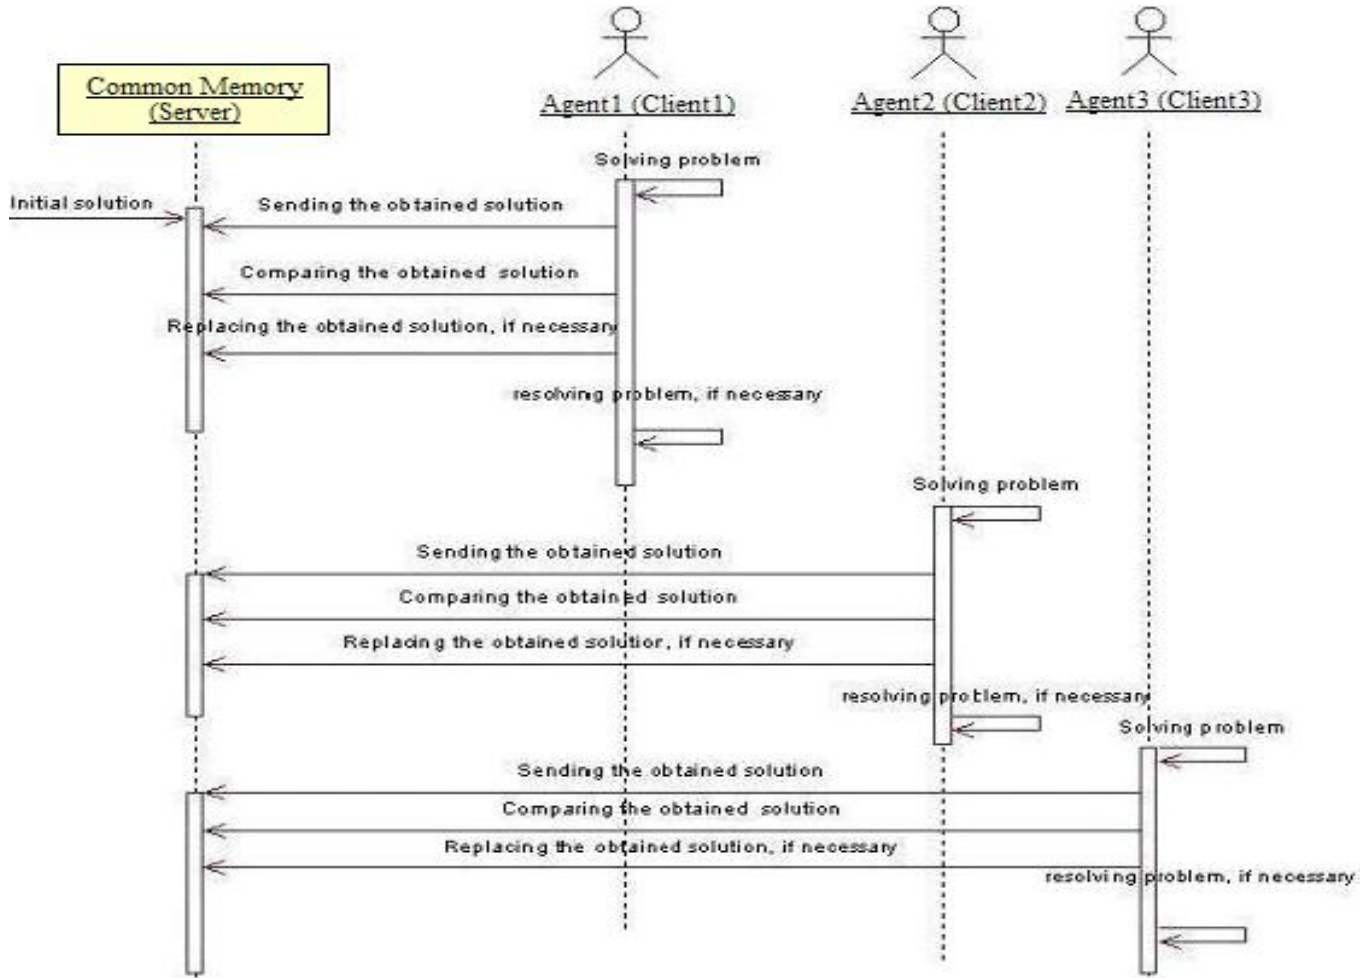 Common Memory
(Server)
Agent1 (Client1)
Agent2 (Client2)
Agent3 (Client3)
Solving problem
Initial solution
Sending the obtained solution
Comparing the obtained solution
Replacing the obtained solution, if necessary
resolving problem, if necessary
Solving problem
Sending the obtained solution
Comparing the obtained solution
Replacing the obtained solution, if necessary
resolving problem, if necessary
Solving problem
Sending the obtained solution
Comparing the obtained solution
Replacing the obtained solution, if necessary
resolving problem, if necessary